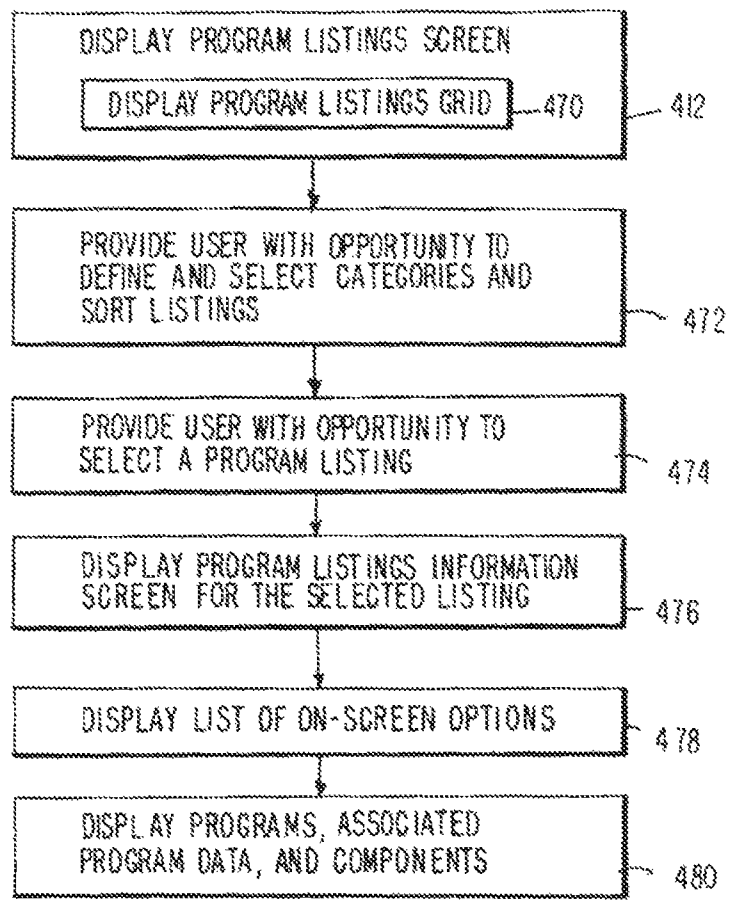 DISPLAY PROGRAM LISTINGS SCREEN
DISPLAY PROGRAM LISTINGS GRID
470
412
PROVIDE USER WITH OPPORTUNITY TO
DEFINE AND SELECT CATEGORIES AND
SORT LISTINGS
472
PROVIDE USER WITH OPPORTUNITY TO
SELECT A PROGRAM LISTING
474
DISPLAY PROGRAM LISTINGS INFORMATION
SCREEN FOR THE SELECTED LISTING
476
DISPLAY LIST OF ON-SCREEN OPTIONS
478
DISPLAY PROGRAMS, ASSOCIATED
PROGRAM DATA, AND COMPONENTS
480